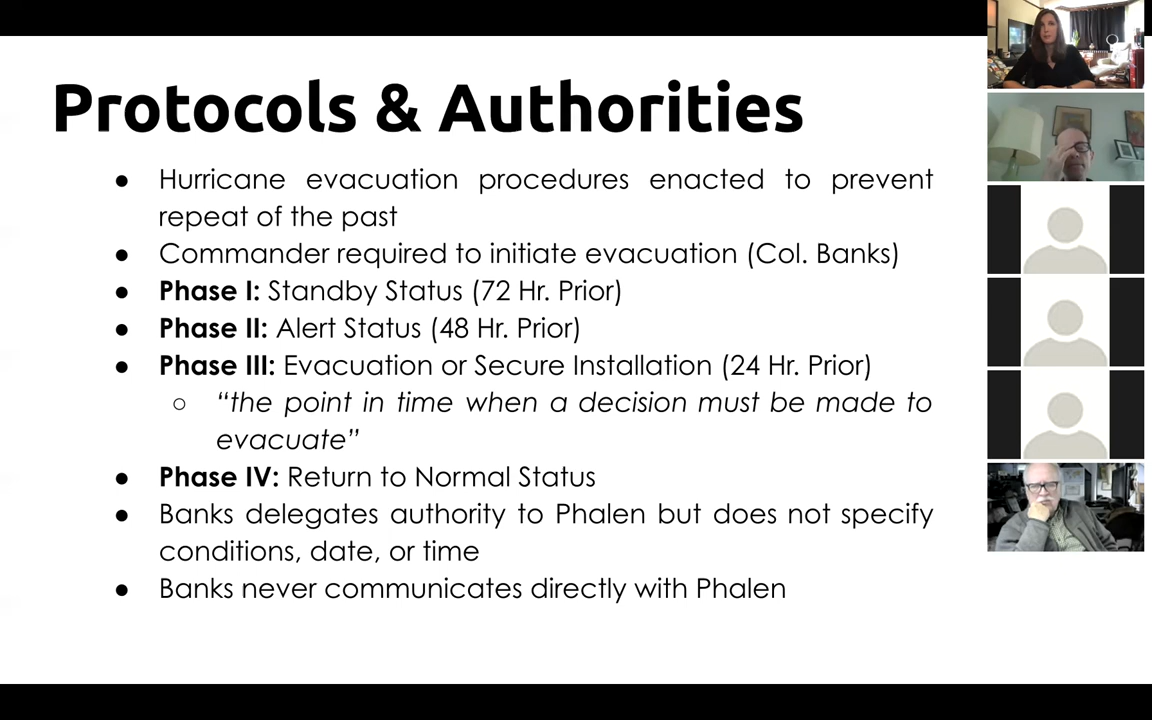 Protocols & Authorities
● Hurricane evacuation procedures enacted to prevent
repeat of the past
● Commander required to initiate evacuation (Col. Banks)
● Phase I: Standby Status (72 Hr. Prior)
● Phase II: Alert Status (48 Hr. Prior)
● Phase III: Evacuation or Secure Installation (24 Hr. Prior)
○ “the point in time when a decision must be made to
evacuate”
● Phase IV: Return to Normal Status
● Banks delegates authority to Phalen but does not specify
conditions, date, or time
● Banks never communicates directly with Phalen